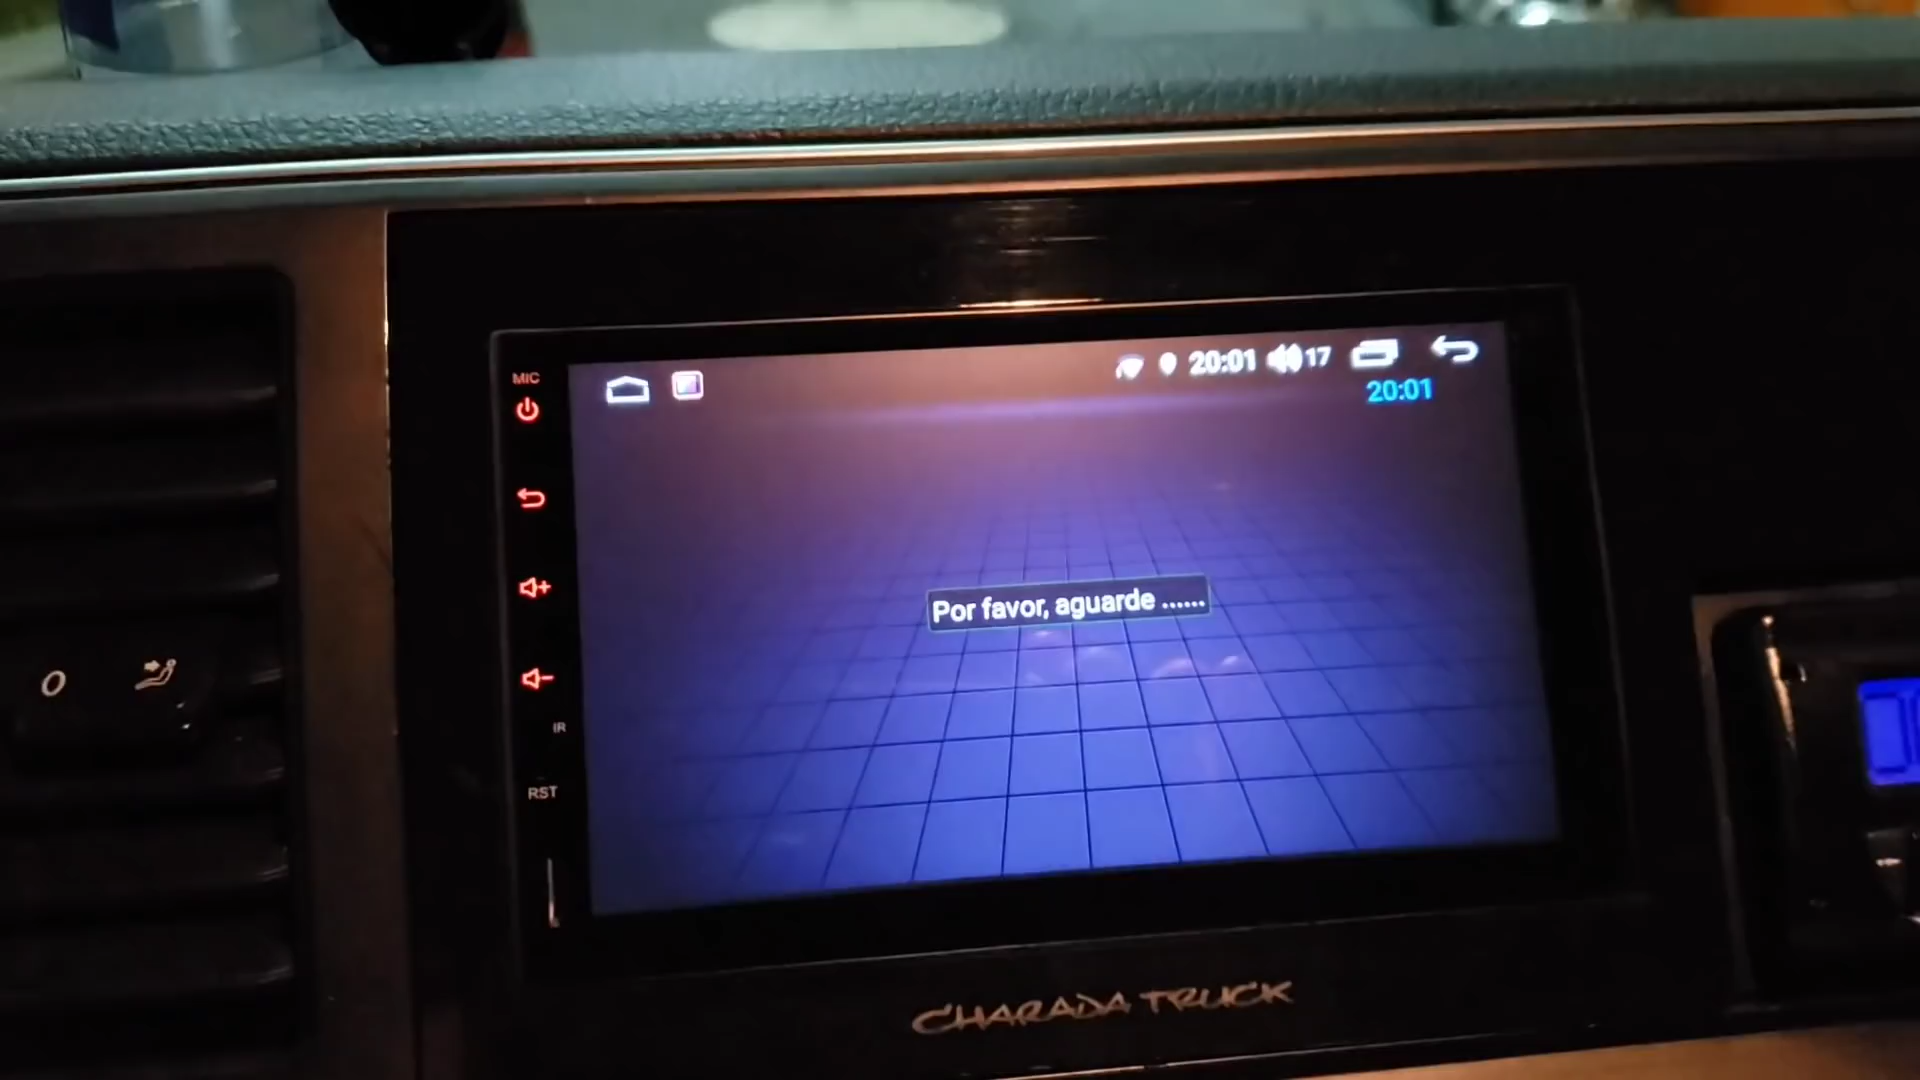 MIC
20:01 17
20:01
Por favor, aguarde ......
IR
RST
O
CHARADA TRUCK